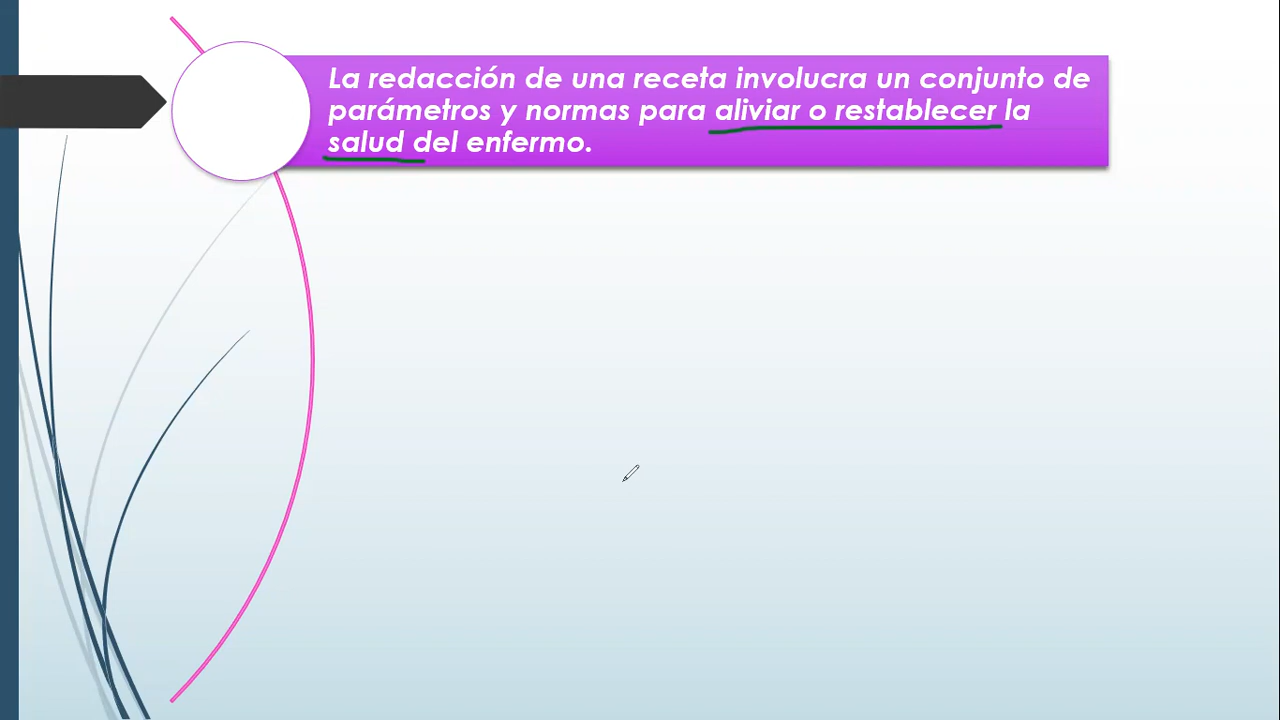 La redacción de una receta involucra un conjunto de
parámetros y normas para aliviar o restablecer la
salud del enfermo.